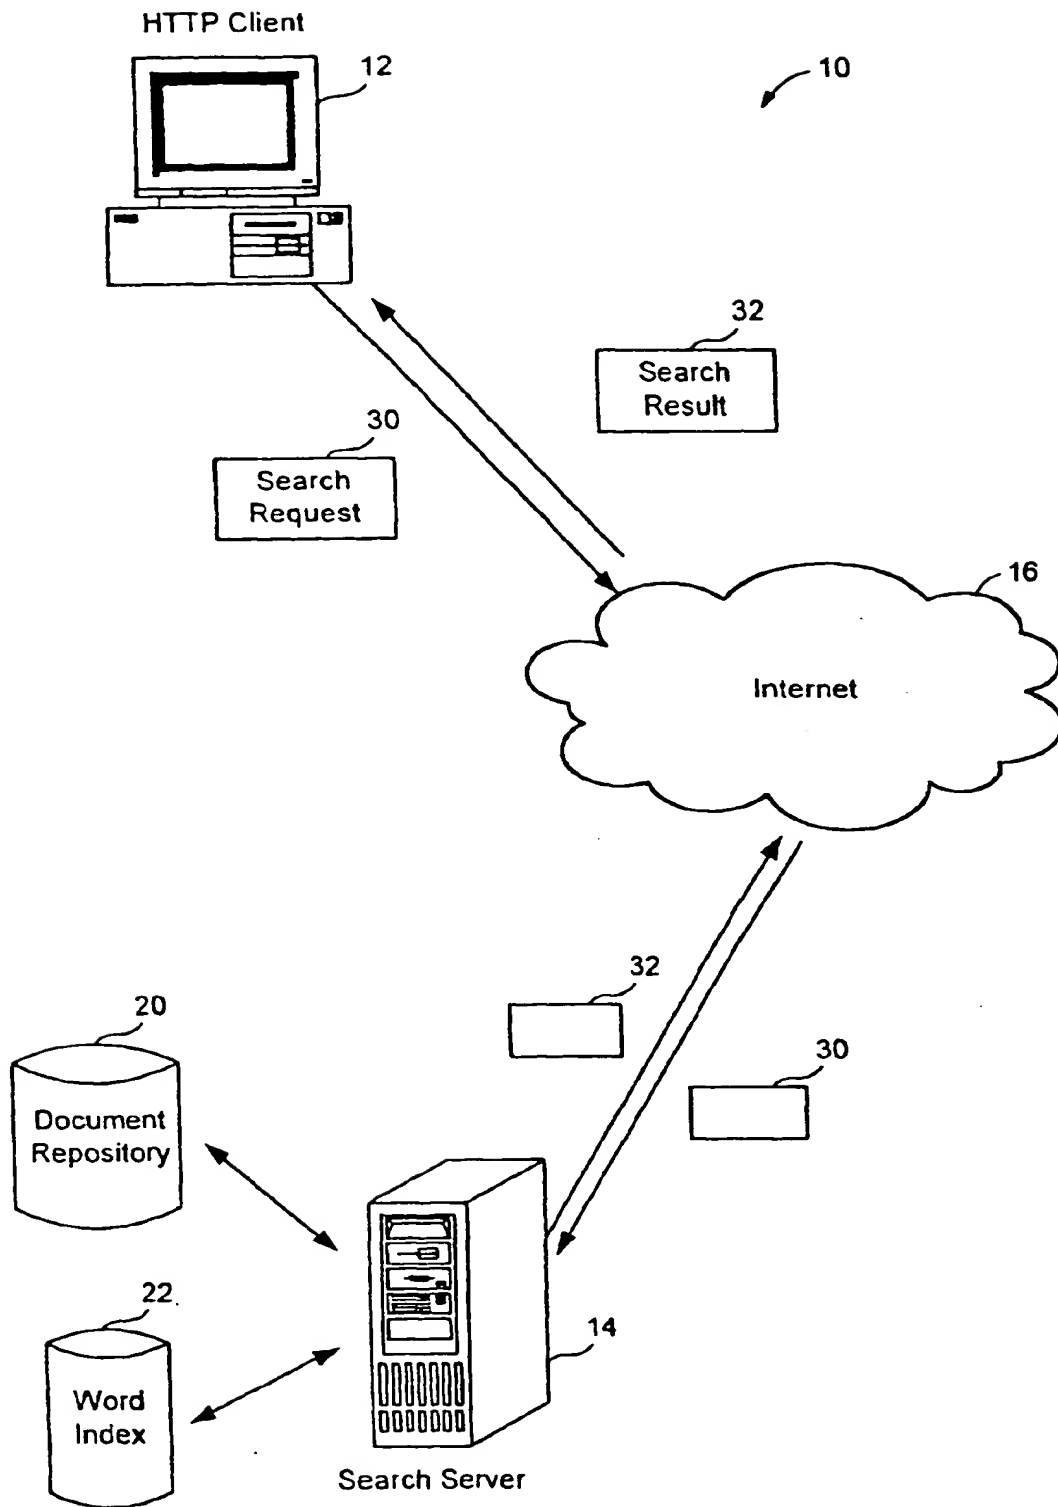 HTTP Client
12
10
32
Search
Result
30
Search
Request
16
Internet
32
30
20
Document
Repository
22
Word
Index
14
Search Server